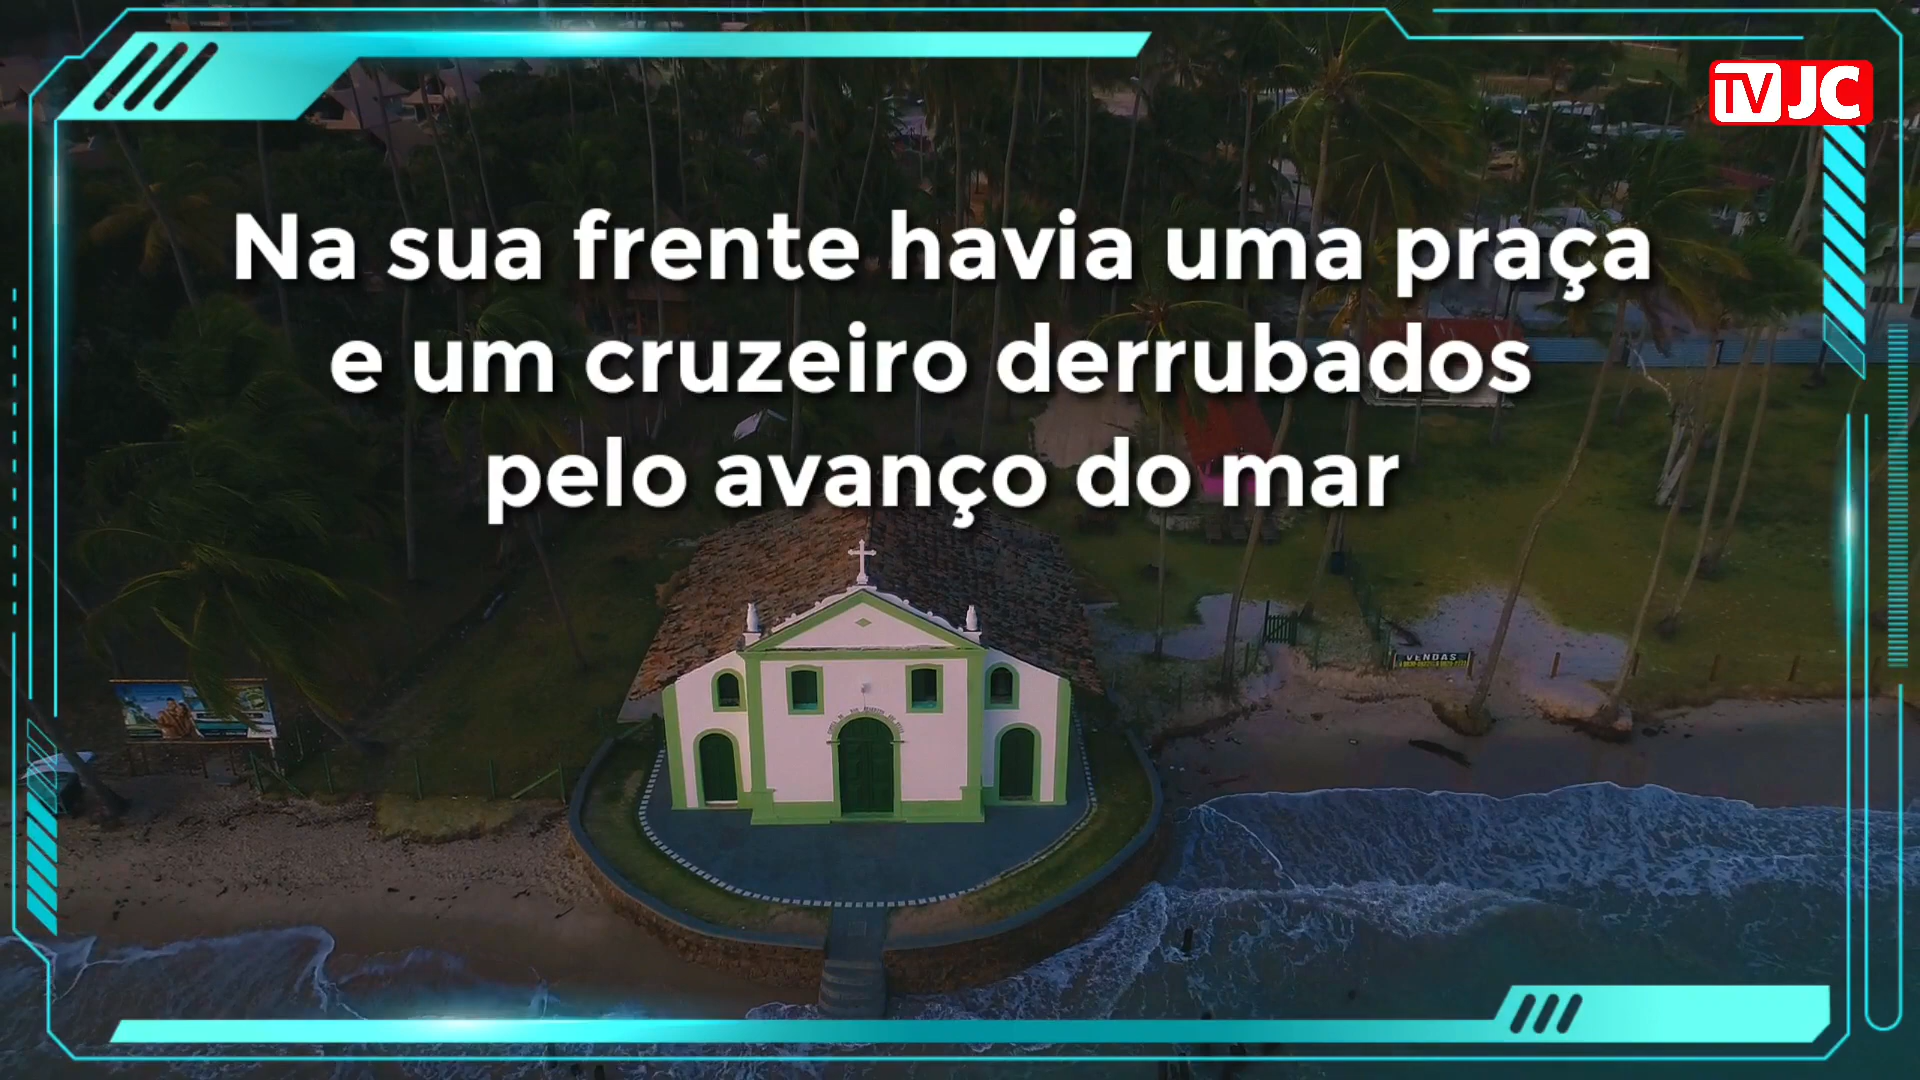 TV JC
Na sua frente havia uma praça
e um cruzeiro derrubados
pelo avanço do mar
VENDAS